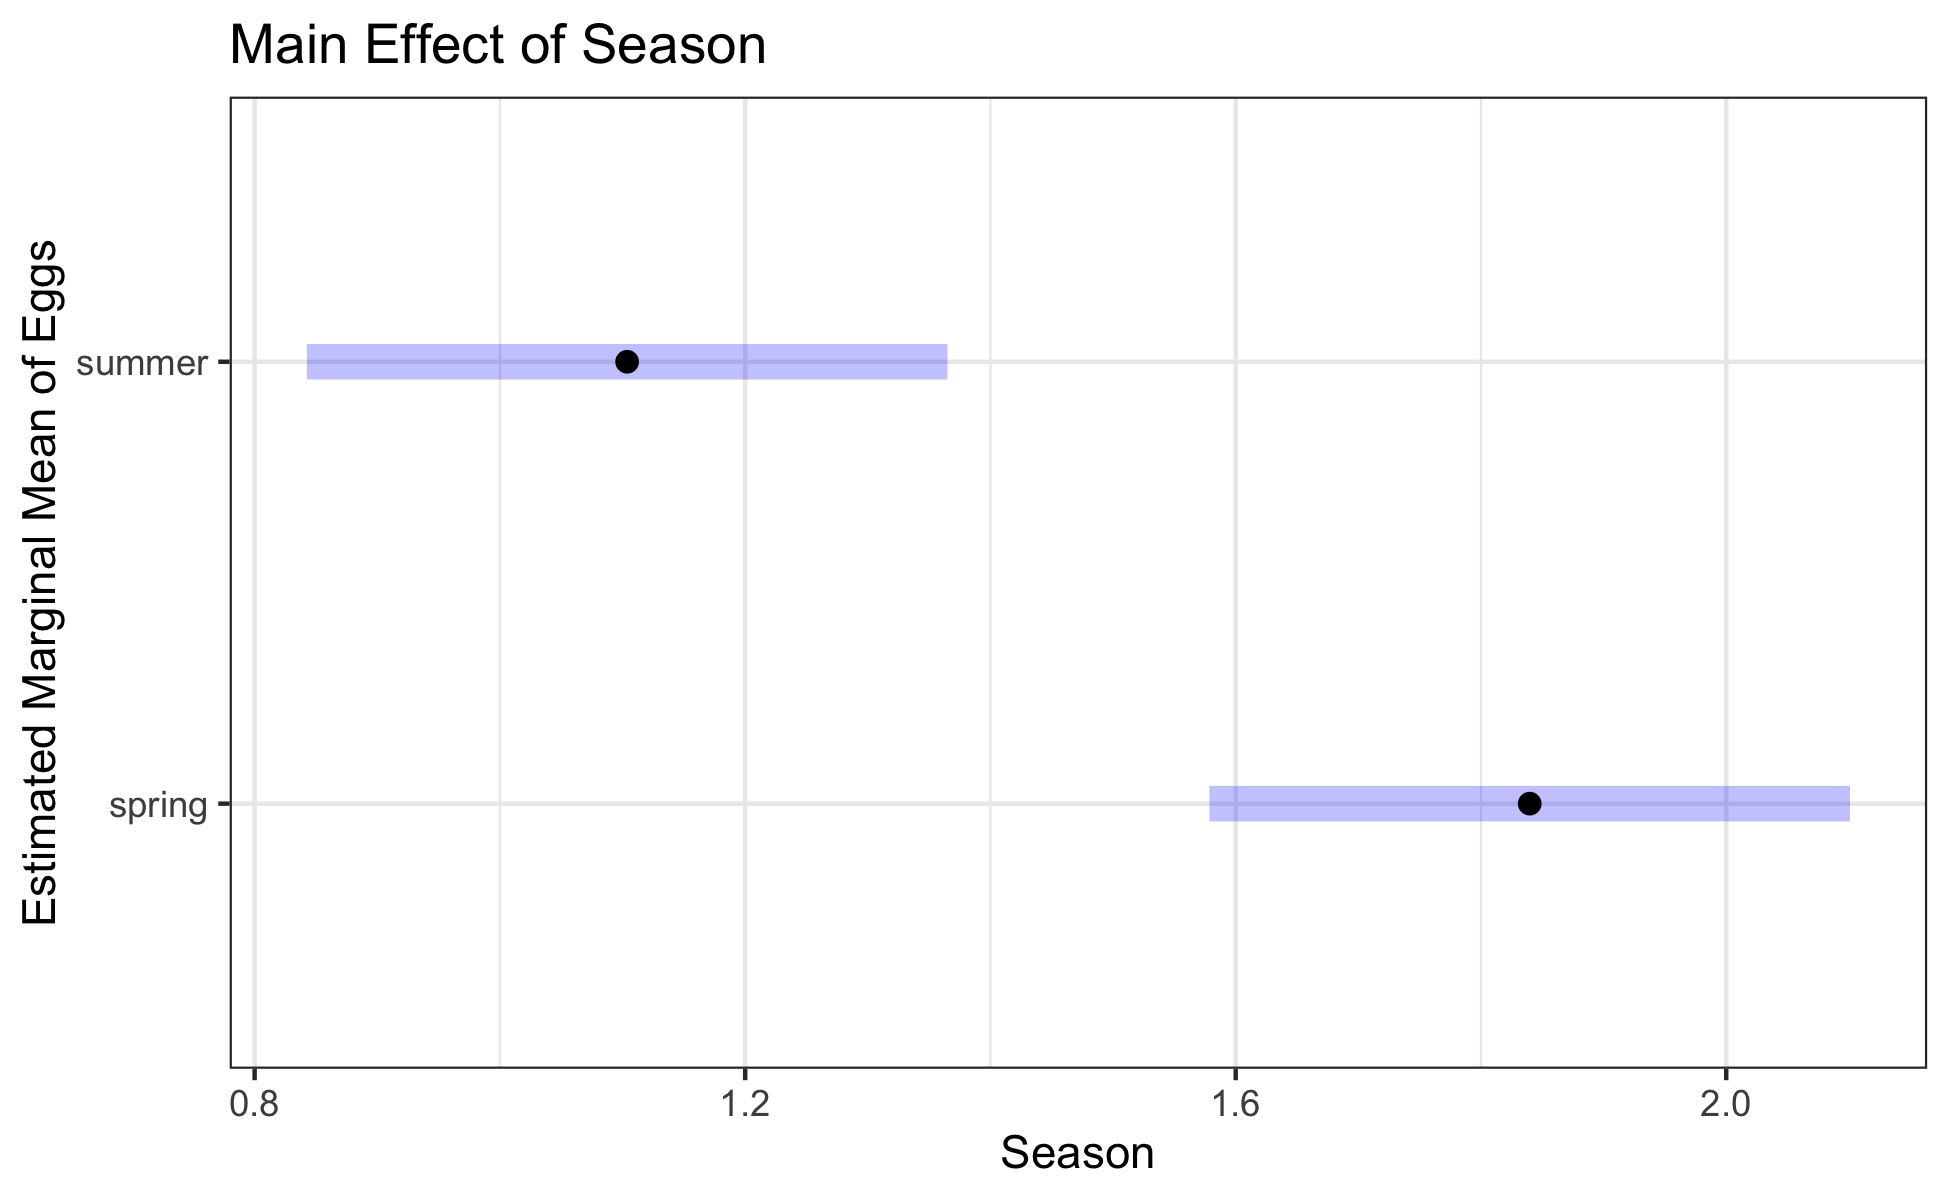 Main Effect of Season
Estimated Marginal Mean of Eggs
summer
spring
0.8 1.2 1.6 2.0
Season